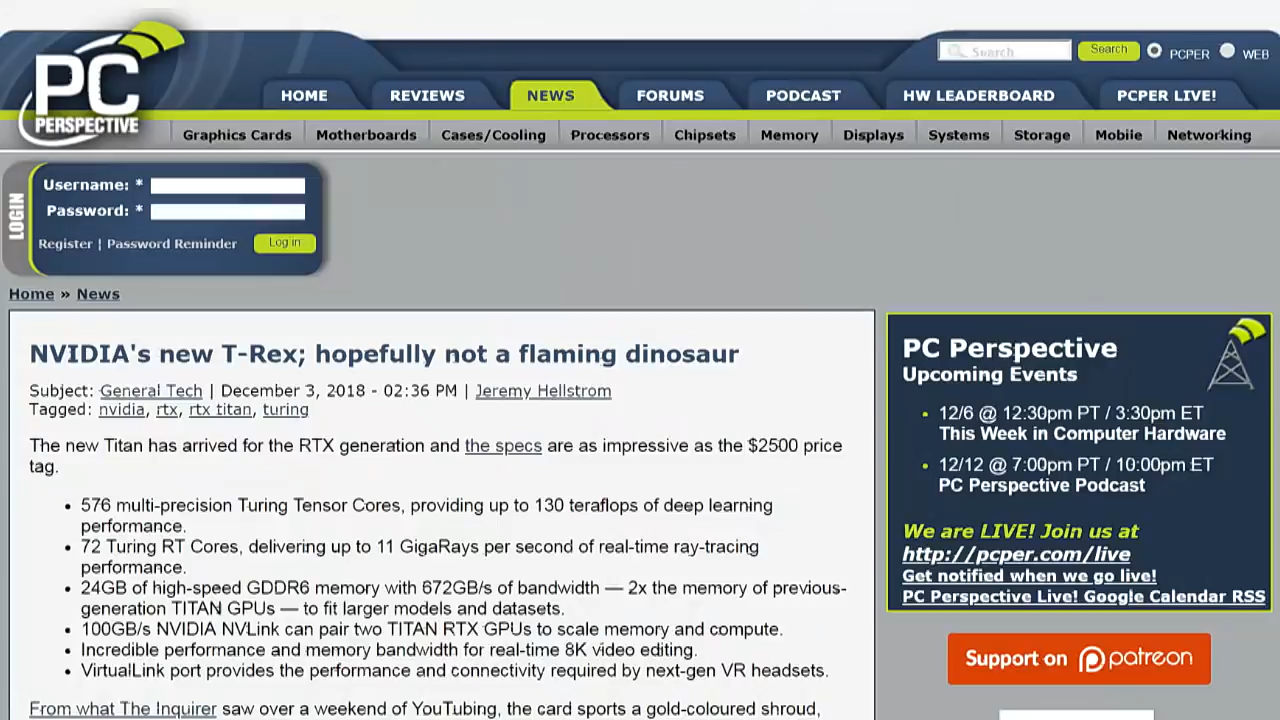 PC
PERSPECTIVE
Search
Search
PCPER
WEB
HOME
REVIEWS
NEWS
FORUMS
PODCAST
HW LEADERBOARD
PCPER LIVE!
Graphics Cards
Motherboards
Cases/Cooling
Processors
Chipsets
Memory
Displays
Systems
Storage
Mobile
Networking
LOGIN
Username: *
Password: *
Register | Password Reminder
Log in
Home » News
NVIDIA's new T-Rex; hopefully not a flaming dinosaur
Subject: General Tech | December 3, 2018 - 02:36 PM | Jeremy Hellstrom
Tagged: nvidia, rtx, rtx titan, turing
The new Titan has arrived for the RTX generation and the specs are as impressive as the $2500 price
tag.
• 576 multi-precision Turing Tensor Cores, providing up to 130 teraflops of deep learning
performance.
• 72 Turing RT Cores, delivering up to 11 GigaRays per second of real-time ray-tracing
performance.
• 24GB of high-speed GDDR6 memory with 672GB/s of bandwidth — 2x the memory of previous-
generation TITAN GPUs — to fit larger models and datasets.
• 100GB/s NVIDIA NVLink can pair two TITAN RTX GPUs to scale memory and compute.
• Incredible performance and memory bandwidth for real-time 8K video editing.
• VirtualLink port provides the performance and connectivity required by next-gen VR headsets.
From what The Inquirer saw over a weekend of YouTubing, the card sports a gold-coloured shroud,
PC Perspective
Upcoming Events
• 12/6 @ 12:30pm PT / 3:30pm ET
This Week in Computer Hardware
• 12/12 @ 7:00pm PT / 10:00pm ET
PC Perspective Podcast
We are LIVE! Join us at
http://pcper.com/live
Get notified when we go live!
PC Perspective Live! Google Calendar RSS
Support on patreon